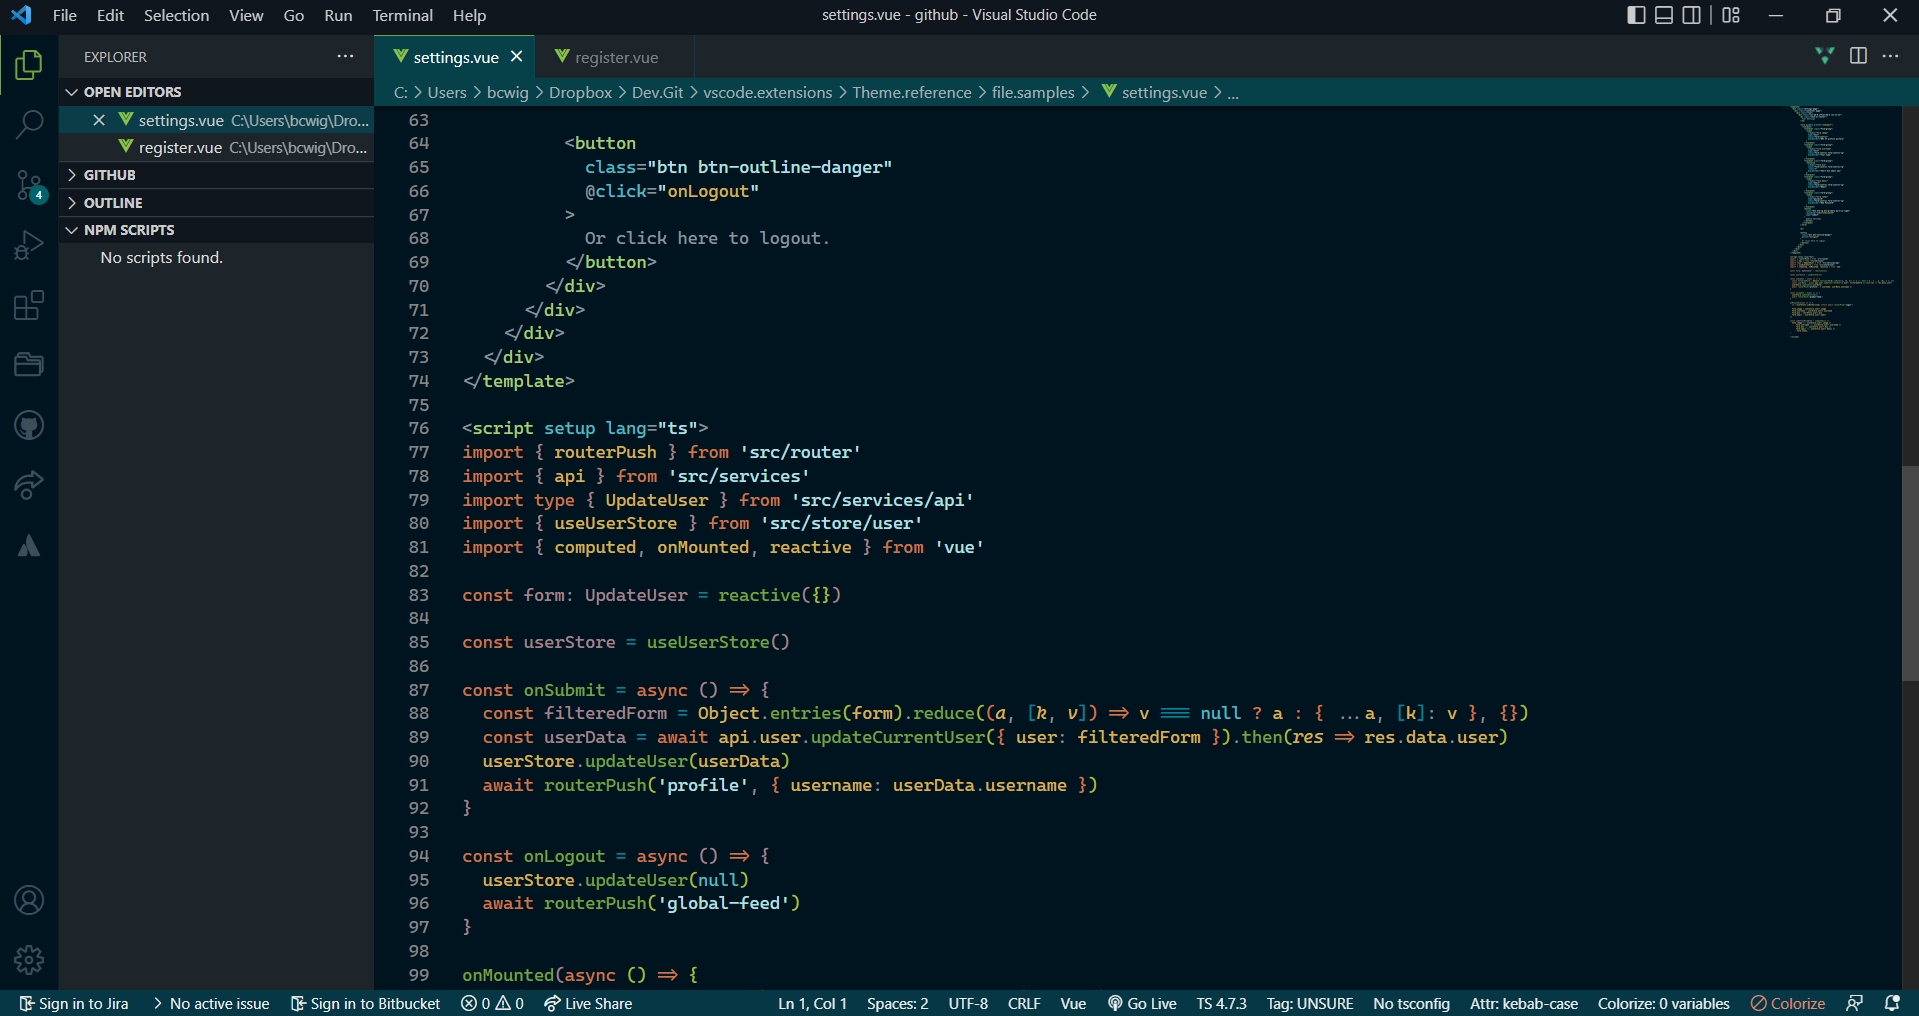 File Edit Selection View Go Run Terminal Help
settings.vue - github - Visual Studio Code
EXPLORER
OPEN EDITORS
settings.vue C:\Users\bcwig\Dro...
register.vue C:\Users\bcwig\Dro...
GITHUB
OUTLINE
NPM SCRIPTS
No scripts found.
4
settings.vue
register.vue
C: > Users > bcwig > Dropbox > Dev.Git > vscode.extensions > Theme.reference > file.samples > settings.vue > ...
63
64 <button
65 class="btn btn-outline-danger"
66 @click="onLogout"
67 >
68 Or click here to logout.
69 </button>
70 </div>
71 </div>
72 </div>
73 </div>
74 </template>
75
76 <script setup lang="ts">
77 import { routerPush } from 'src/router'
78 import { api } from 'src/services'
79 import type { UpdateUser } from 'src/services/api'
80 import { useUserStore } from 'src/store/user'
81 import { computed, onMounted, reactive } from 'vue'
82
83 const form: UpdateUser = reactive({})
84
85 const userStore = useUserStore()
86
87 const onSubmit = async () => {
88 const filteredForm = Object.entries(form).reduce((a, [k, v]) => v === null ? a : { ...a, [k]: v }, {})
89 const userData = await api.user.updateCurrentUser({ user: filteredForm }).then(res => res.data.user)
90 userStore.updateUser(userData)
91 await routerPush('profile', { username: userData.username })
92 }
93
94 const onLogout = async () => {
95 userStore.updateUser(null)
96 await routerPush('global-feed')
97 }
98
99 onMounted(async () => {
Sign in to Jira > No active issue Sign in to Bitbucket 0 0 Live Share Ln 1, Col 1 Spaces: 2 UTF-8 CRLF Vue Go Live TS 4.7.3 Tag: UNSURE No tsconfig Attr: kebab-case Colorize: 0 variables Colorize